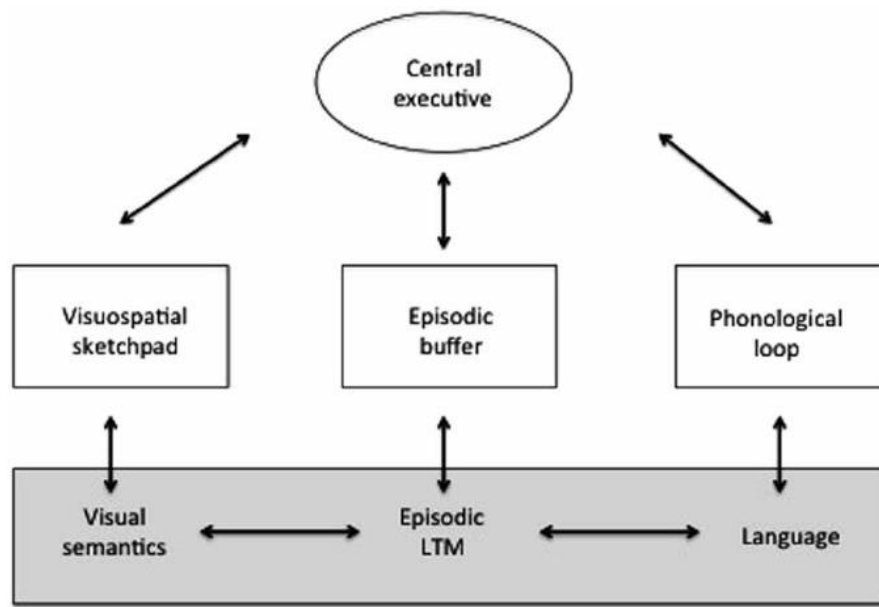 Central
executive
Visuospatial
sketchpad
Episodic
buffer
Phonological
loop
Visual
semantics
Episodic
LTM
Language